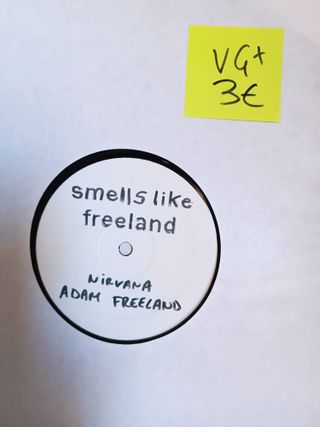 VG+
3€
smells like
freeland
NIRVANA
ADAM FREELAND